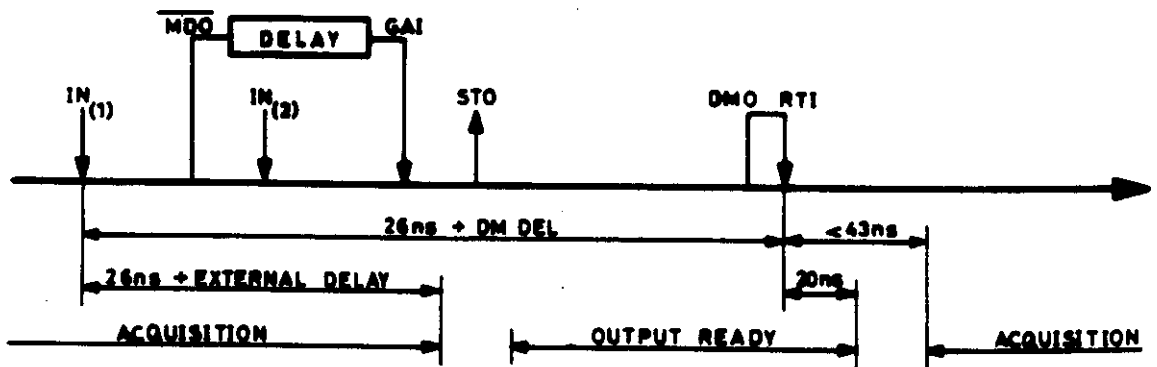 MDO DELAY GAI
IN(1) IN(2) STO DMO RTI
26ns + DM DEL <43ns
26ns + EXTERNAL DELAY 20ns
ACQUISITION OUTPUT READY ACQUISITION